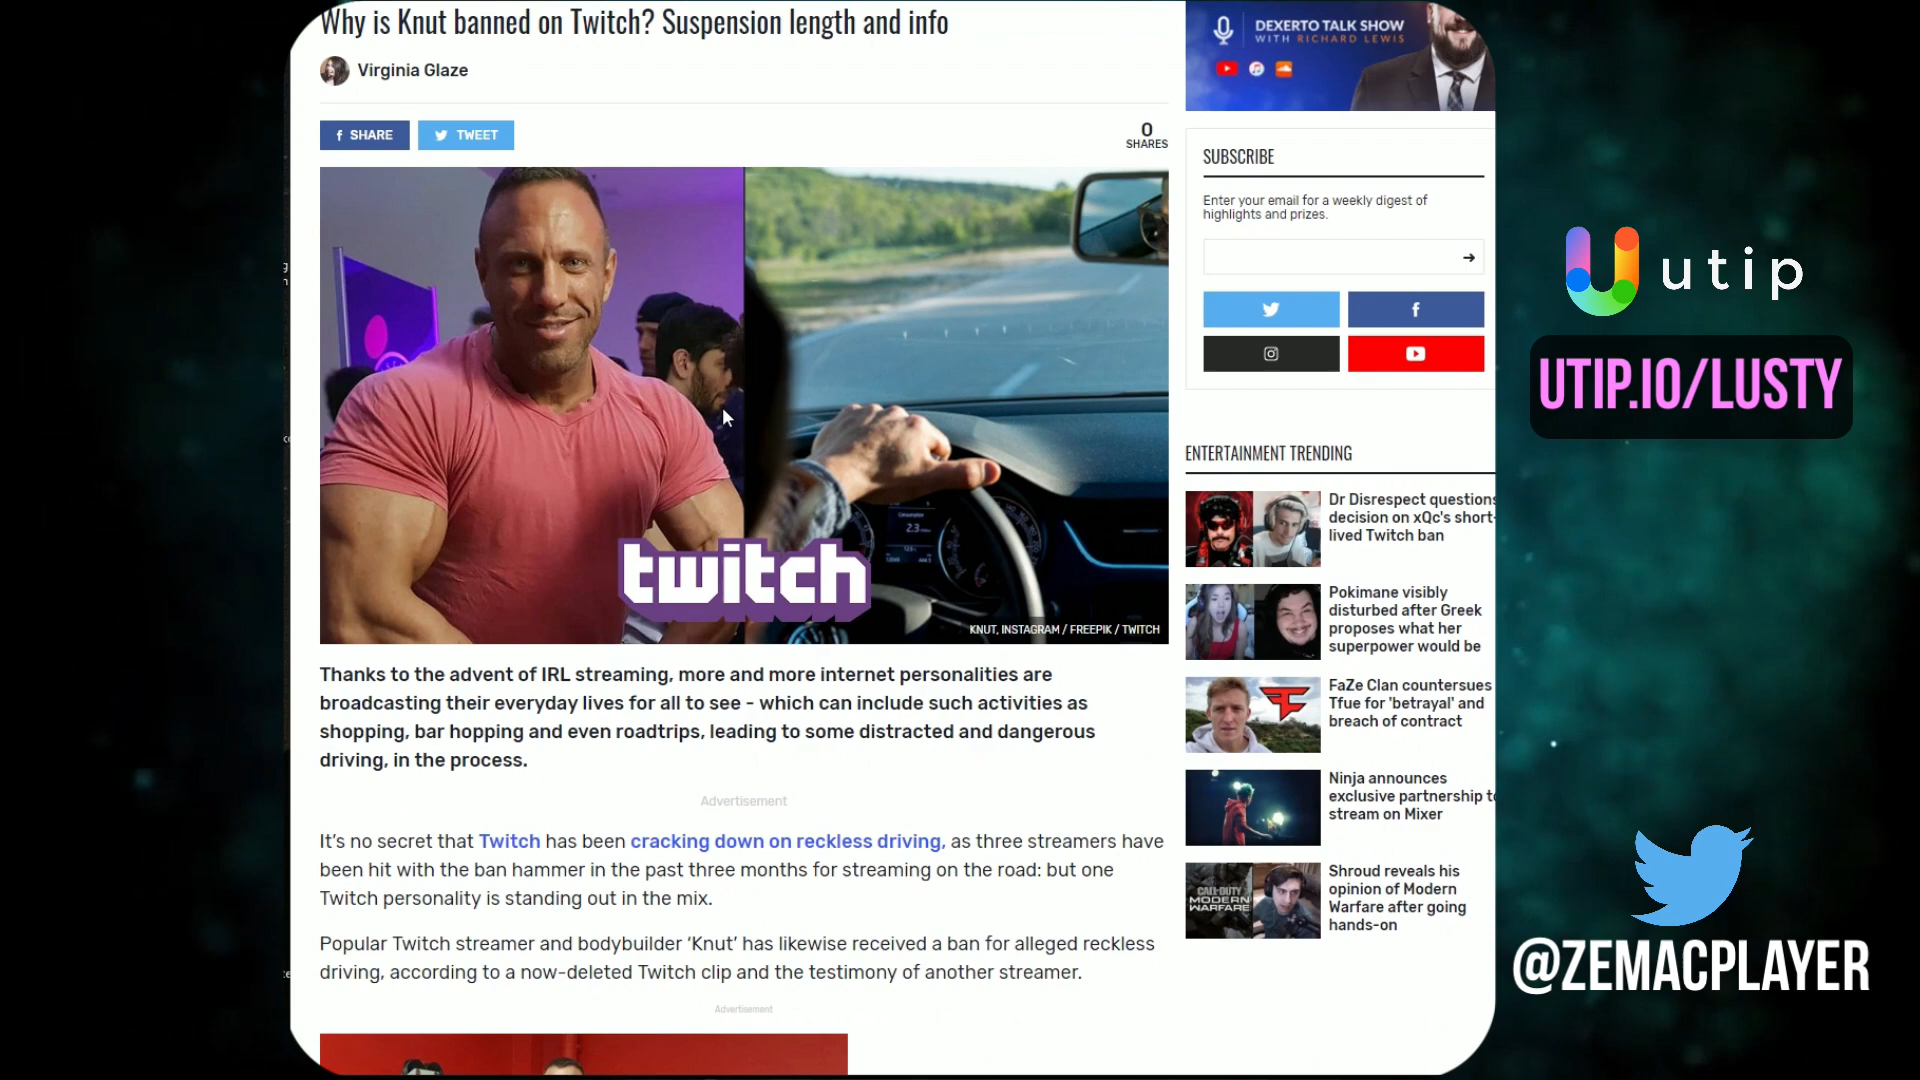 Why is Knut banned on Twitch? Suspension length and info
Virginia Glaze
SHARE
TWEET
0
SHARES
twitch
KNUT, INSTAGRAM / FREEPIK / TWITCH
Thanks to the advent of IRL streaming, more and more internet personalities are
broadcasting their everyday lives for all to see - which can include such activities as
shopping, bar hopping and even roadtrips, leading to some distracted and dangerous
driving, in the process.
Advertisement
It's no secret that Twitch has been cracking down on reckless driving, as three streamers have
been hit with the ban hammer in the past three months for streaming on the road: but one
Twitch personality is standing out in the mix.
Popular Twitch streamer and bodybuilder ‘Knut’ has likewise received a ban for alleged reckless
driving, according to a now-deleted Twitch clip and the testimony of another streamer.
Advertisement
DEXERTO TALK SHOW
WITH RICHARD LEWIS
SUBSCRIBE
Enter your email for a weekly digest of
highlights and prizes.
ENTERTAINMENT TRENDING
Dr Disrespect questions
decision on xQc's short-
lived Twitch ban
Pokimane visibly
disturbed after Greek
proposes what her
superpower would be
FaZe Clan countersues
Tfue for 'betrayal' and
breach of contract
Ninja announces
exclusive partnership to
stream on Mixer
CALL OF DUTY
MODERN
WARFARE
Shroud reveals his
opinion of Modern
Warfare after going
hands-on
utip
UTIP.IO/LUSTY
@ZEMACPLAYER